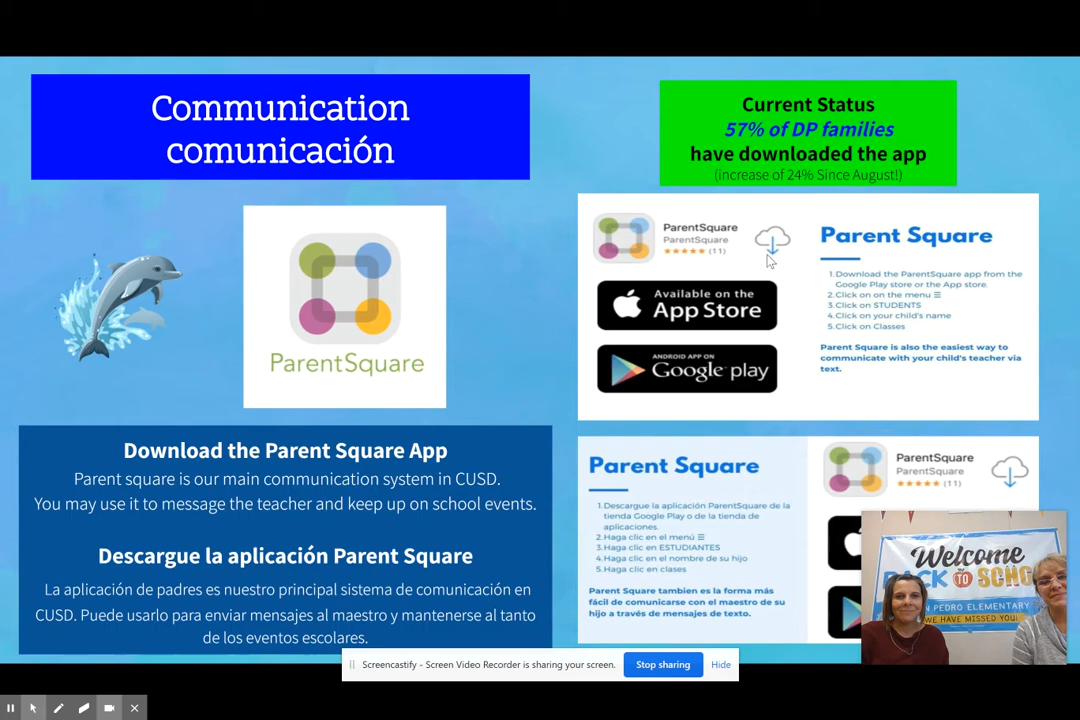 Communication
comunicación
Current Status
57% of DP families
have downloaded the app
(increase of 24% Since August!)
ParentSquare
ParentSquare
ParentSquare
★★★★★ (11)
Available on the
App Store
ANDROID APP ON
Google play
Parent Square
1.Download the ParentSquare app from the
Google Play store or the App store.
2.Click on on the menu ☰
3.Click on STUDENTS
4.Click on your child's name
5.Click on Classes
Parent Square is also the easiest way to
communicate with your child's teacher via
text.
Download the Parent Square App
Parent square is our main communication system in CUSD.
You may use it to message the teacher and keep up on school events.
Descargue la aplicación Parent Square
La aplicación de padres es nuestro principal sistema de comunicación en
CUSD. Puede usarlo para enviar mensajes al maestro y mantenerse al tanto
de los eventos escolares.
Parent Square
1.Descargue la aplicación ParentSquare de la
tienda Google Play o de la tienda de
aplicaciones.
2.Haga clic en el menú ☰
3.Haga clic en ESTUDIANTES
4.Haga clic en el nombre de su hijo
5.Haga clic en clases
Parent Square tambien es la forma más
fácil de comunicarse con el maestro de su
hijo a través de mensajes de texto.
ParentSquare
ParentSquare
★★★★★ (11)
Welcome
BACK TO SCHO
PEDRO ELEMENTARY
WE HAVE MISSED YOU!
Screencastify - Screen Video Recorder is sharing your screen.
Stop sharing
Hide